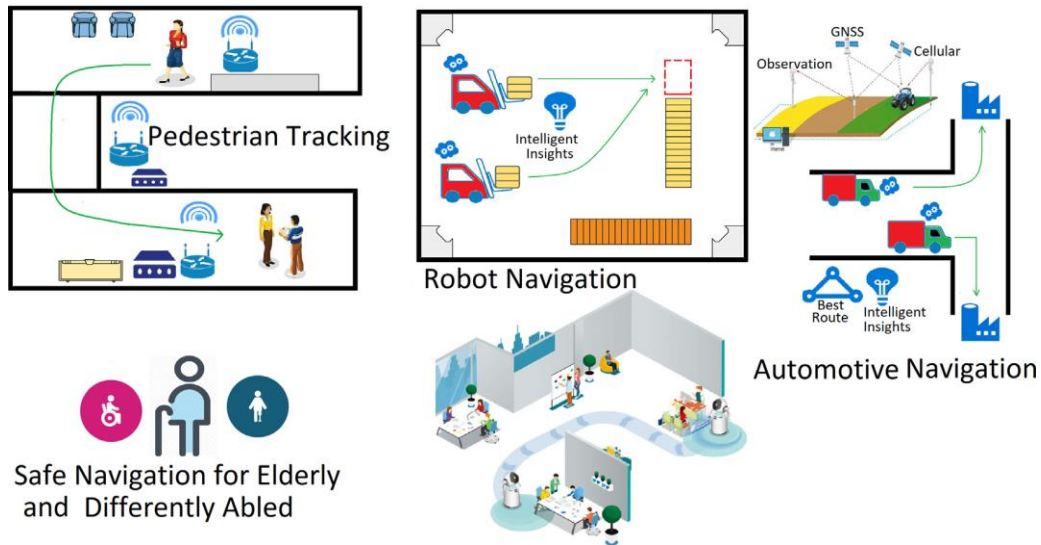 Pedestrian Tracking
Intelligent
Insights
Robot Navigation
GNSS
Cellular
Observation
Best
Route
Intelligent
Insights
Automotive Navigation
Safe Navigation for Elderly
and Differently Abled